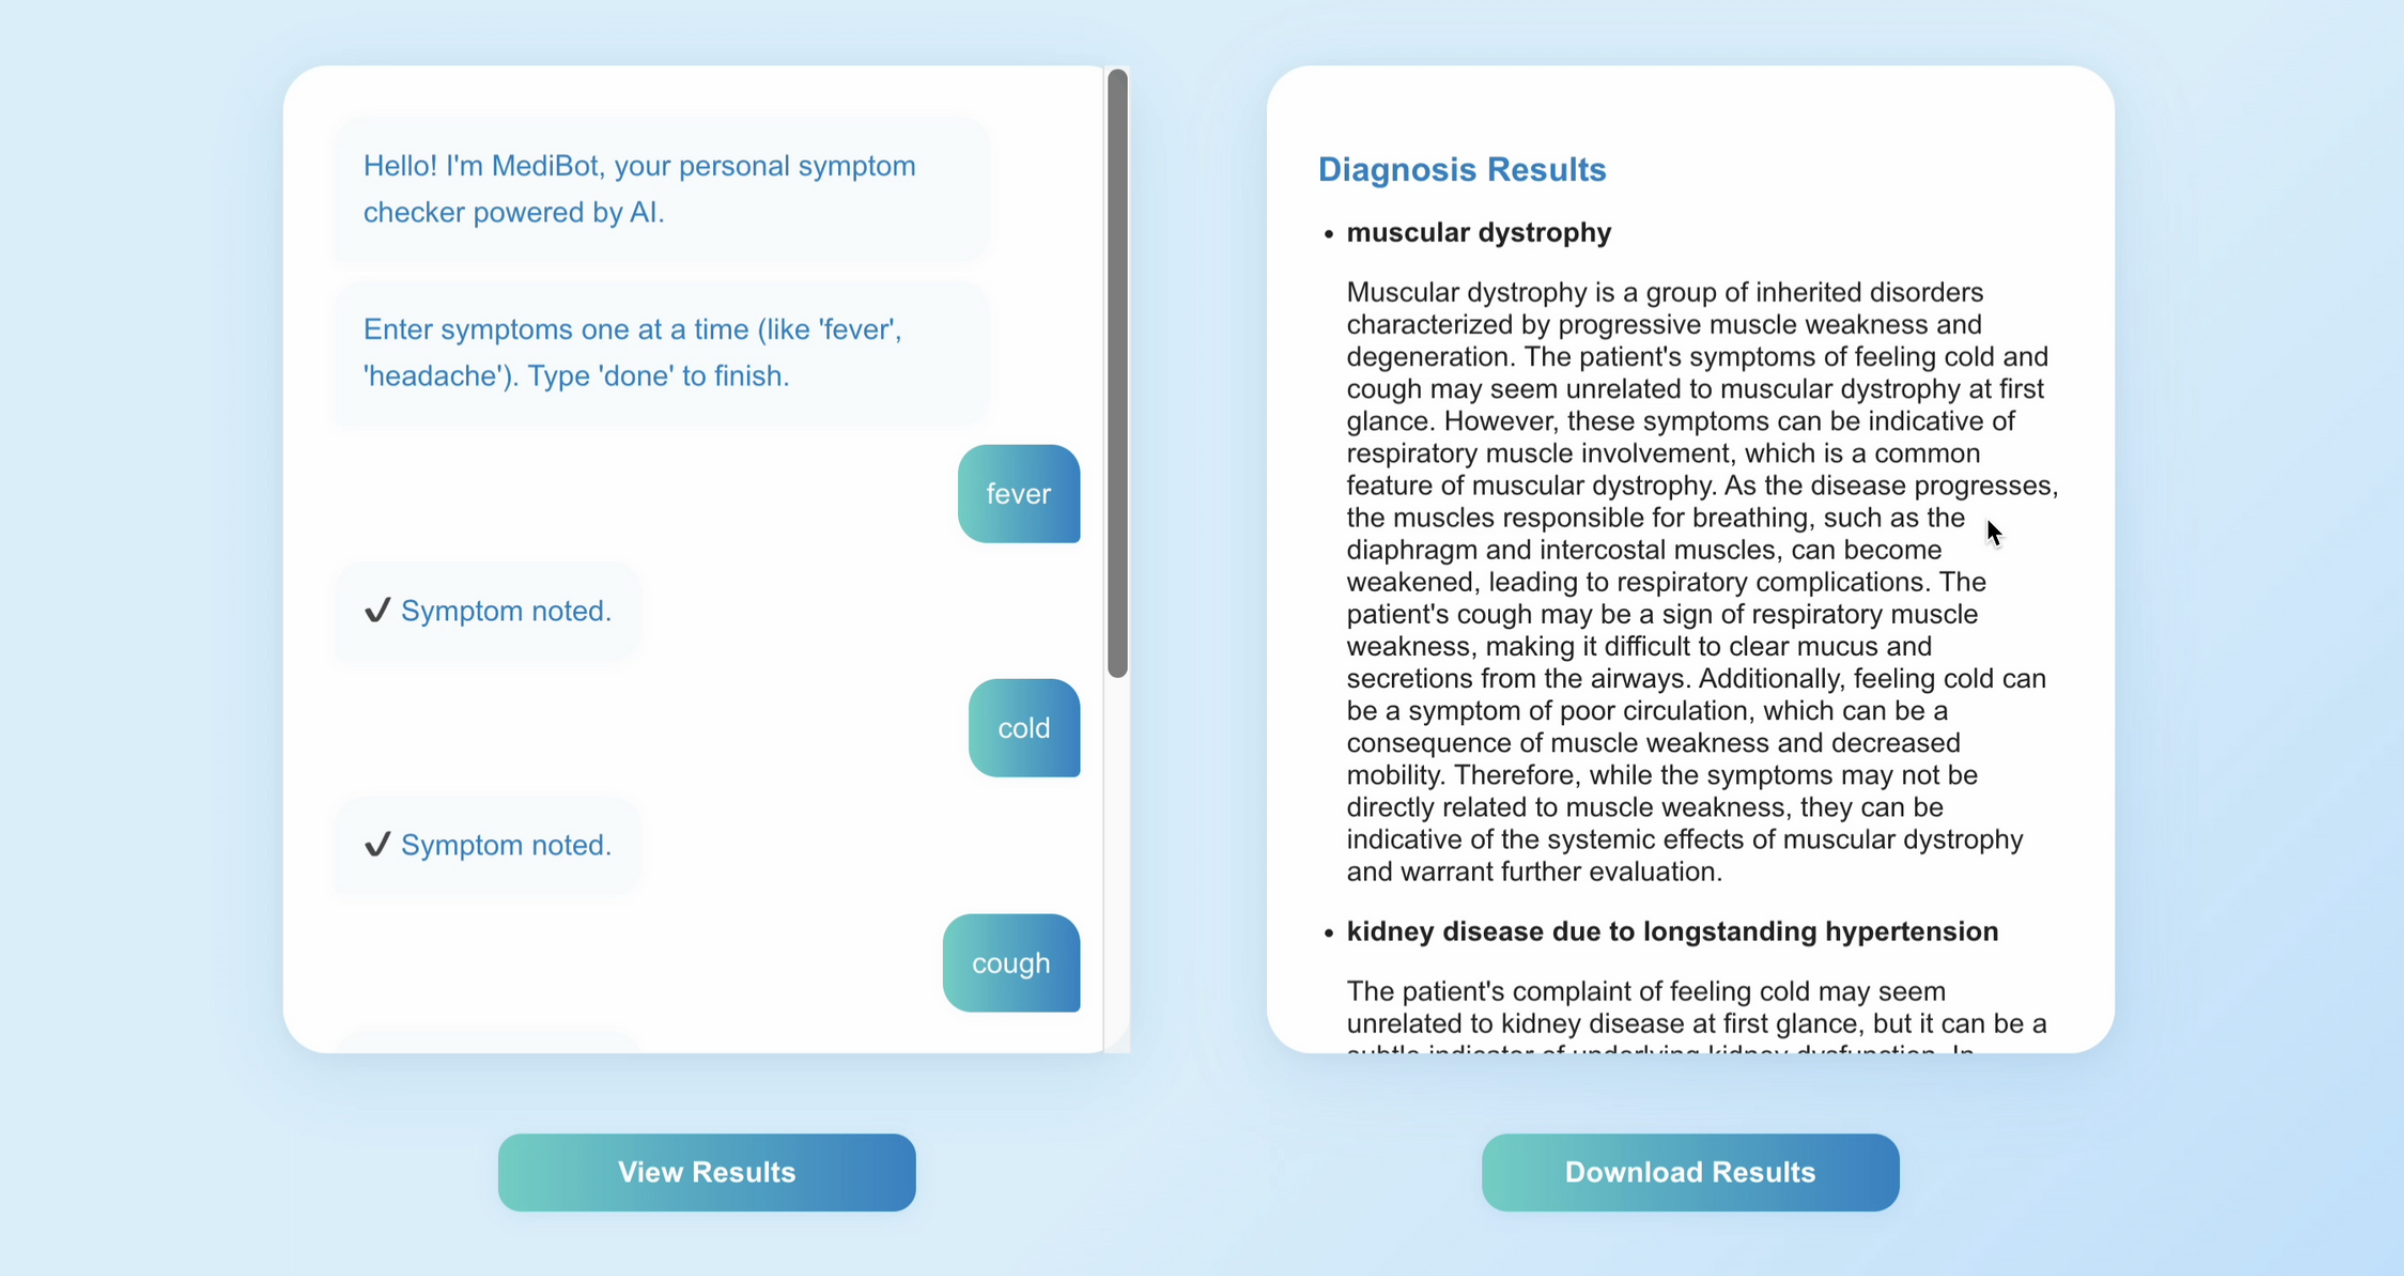 Hello! I'm MediBot, your personal symptom
checker powered by AI.
Enter symptoms one at a time (like 'fever',
'headache'). Type 'done' to finish.
fever
✔ Symptom noted.
cold
✔ Symptom noted.
cough
View Results
Diagnosis Results
• muscular dystrophy
Muscular dystrophy is a group of inherited disorders
characterized by progressive muscle weakness and
degeneration. The patient's symptoms of feeling cold and
cough may seem unrelated to muscular dystrophy at first
glance. However, these symptoms can be indicative of
respiratory muscle involvement, which is a common
feature of muscular dystrophy. As the disease progresses,
the muscles responsible for breathing, such as the
diaphragm and intercostal muscles, can become
weakened, leading to respiratory complications. The
patient's cough may be a sign of respiratory muscle
weakness, making it difficult to clear mucus and
secretions from the airways. Additionally, feeling cold can
be a symptom of poor circulation, which can be a
consequence of muscle weakness and decreased
mobility. Therefore, while the symptoms may not be
directly related to muscle weakness, they can be
indicative of the systemic effects of muscular dystrophy
and warrant further evaluation.
• kidney disease due to longstanding hypertension
The patient's complaint of feeling cold may seem
unrelated to kidney disease at first glance, but it can be a
subtle indicator of underlying kidney dysfunction. In
Download Results